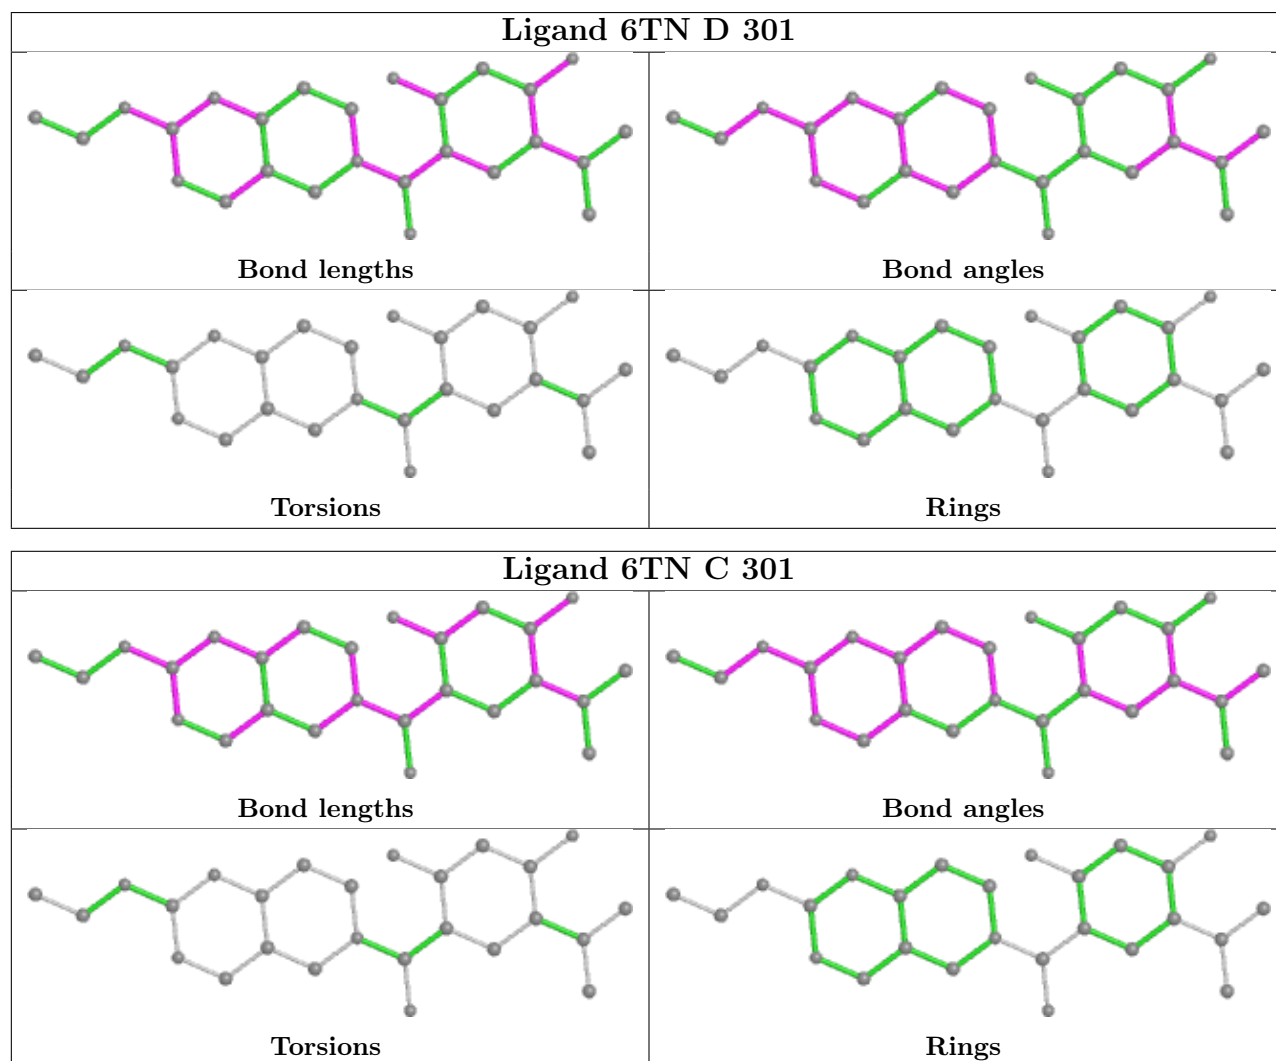 Ligand 6TN D 301
Bond lengths
Bond angles
Torsions
Rings
Ligand 6TN C 301
Bond lengths
Bond angles
Torsions
Rings